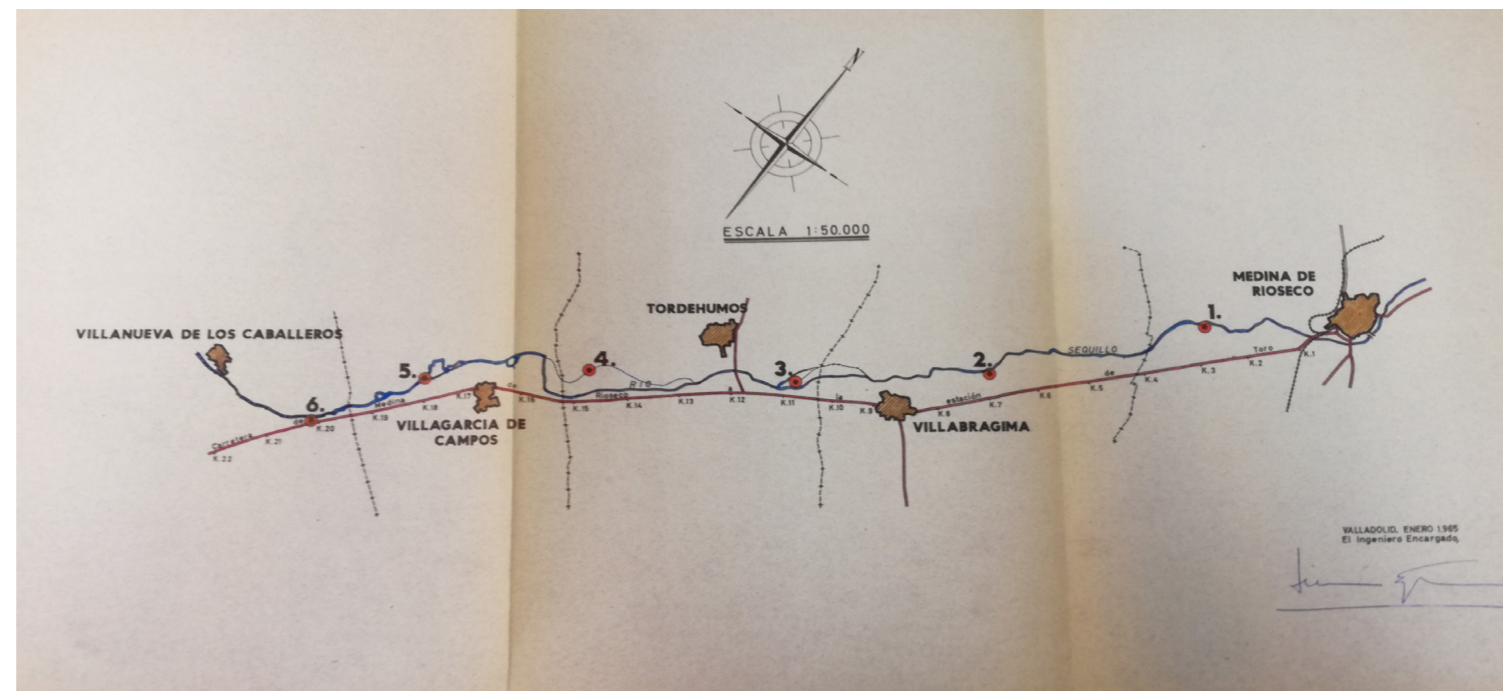 ESCALA 1:50.000
MEDINA DE
RIOSECO
TORDEHUMOS
VILLANUEVA DE LOS CABALLEROS
1.
2.
3.
4.
5.
6.
SEQUILLO
RIO
VILLABRAGIMA
VILLAGARCIA DE
CAMPOS
Carretera de Medina de Rioseco a la estación de Toro
K.1
K.2
K.3
K.4
K.5
K.6
K.7
K.8
K.9
K.10
K.11
K.12
K.13
K.14
K.15
K.16
K.17
K.18
K.19
K.20
K.21
K.22
VALLADOLID, ENERO 1.965
El Ingeniero Encargado,